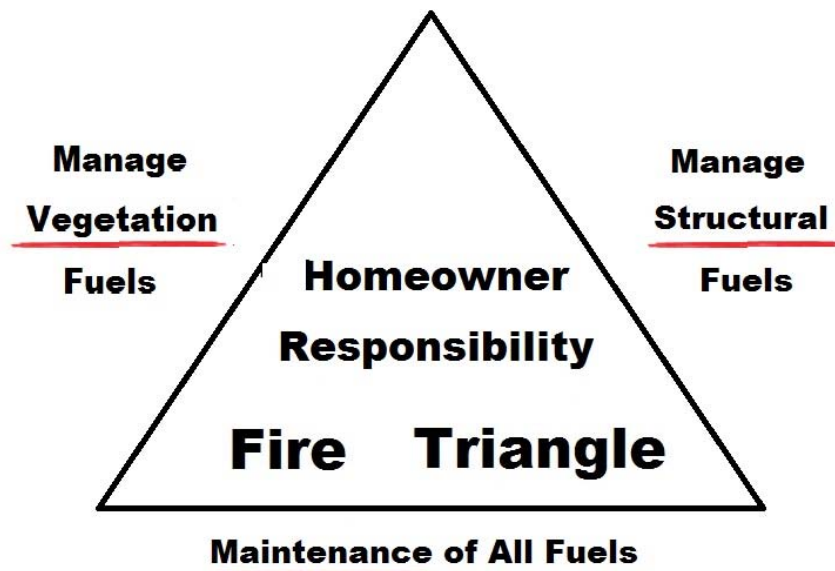 Manage
Vegetation
Fuels
Manage
Structural
Fuels
Homeowner
Responsibility
Fire Triangle
Maintenance of All Fuels